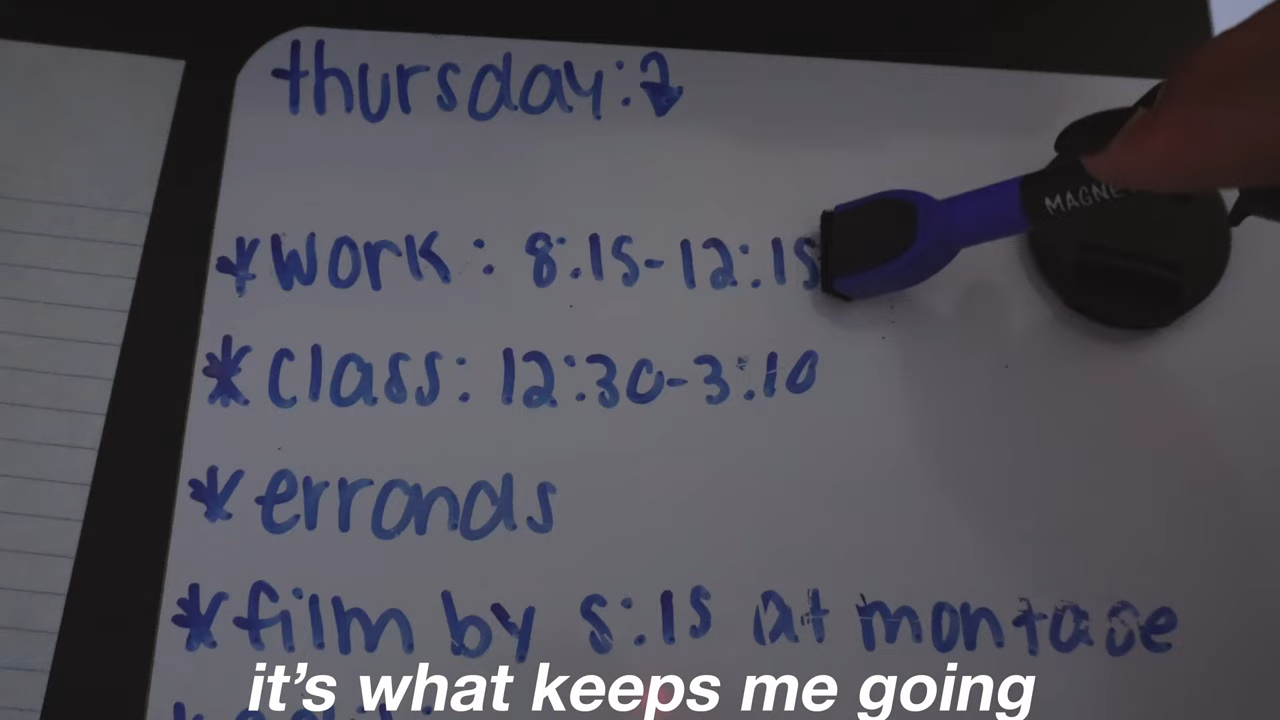 thursday:
*work: 8:15-12:15
MAGNE
*class: 12:30-3:10
*errands
*film by 5:15 at montage
it's what keeps me going